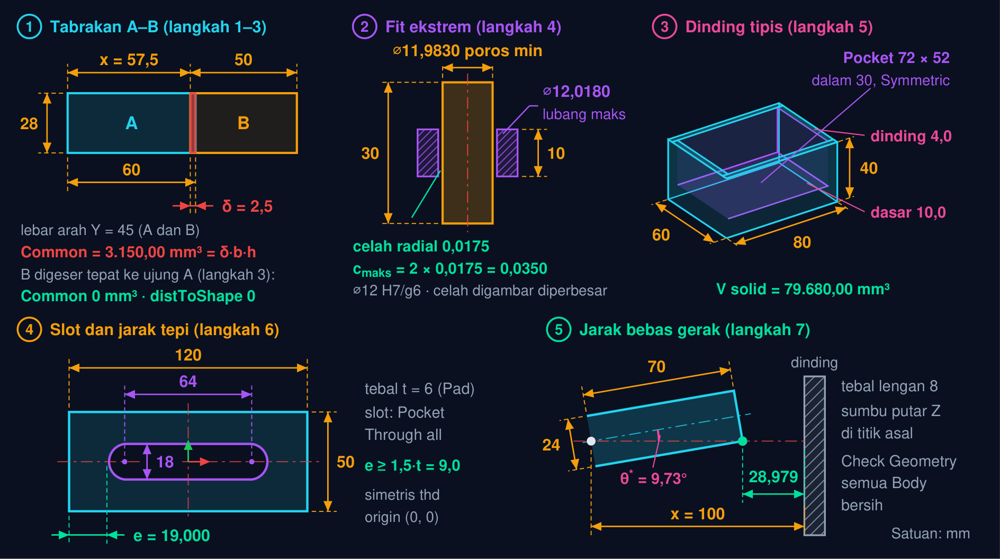 1 Tabrakan A–B (langkah 1–3)
x = 57,5
50
28
A
B
60
δ = 2,5
lebar arah Y = 45 (A dan B)
Common = 3.150,00 mm³ = δ·b·h
B digeser tepat ke ujung A (langkah 3):
Common 0 mm³ · distToShape 0
2 Fit ekstrem (langkah 4)
⌀11,9830 poros min
⌀12,0180
lubang maks
30
10
celah radial 0,0175
cmaks = 2 × 0,0175 = 0,0350
⌀12 H7/g6 · celah digambar diperbesar
3 Dinding tipis (langkah 5)
Pocket 72 × 52
dalam 30, Symmetric
dinding 4,0
40
dasar 10,0
60
80
V solid = 79.680,00 mm³
4 Slot dan jarak tepi (langkah 6)
120
64
18
50
e = 19,000
tebal t = 6 (Pad)
slot: Pocket
Through all
e ≥ 1,5·t = 9,0
simetris thd
origin (0, 0)
5 Jarak bebas gerak (langkah 7)
70
dinding
24
θ* = 9,73°
28,979
x = 100
tebal lengan 8
sumbu putar Z
di titik asal
Check Geometry
semua Body
bersih
Satuan: mm